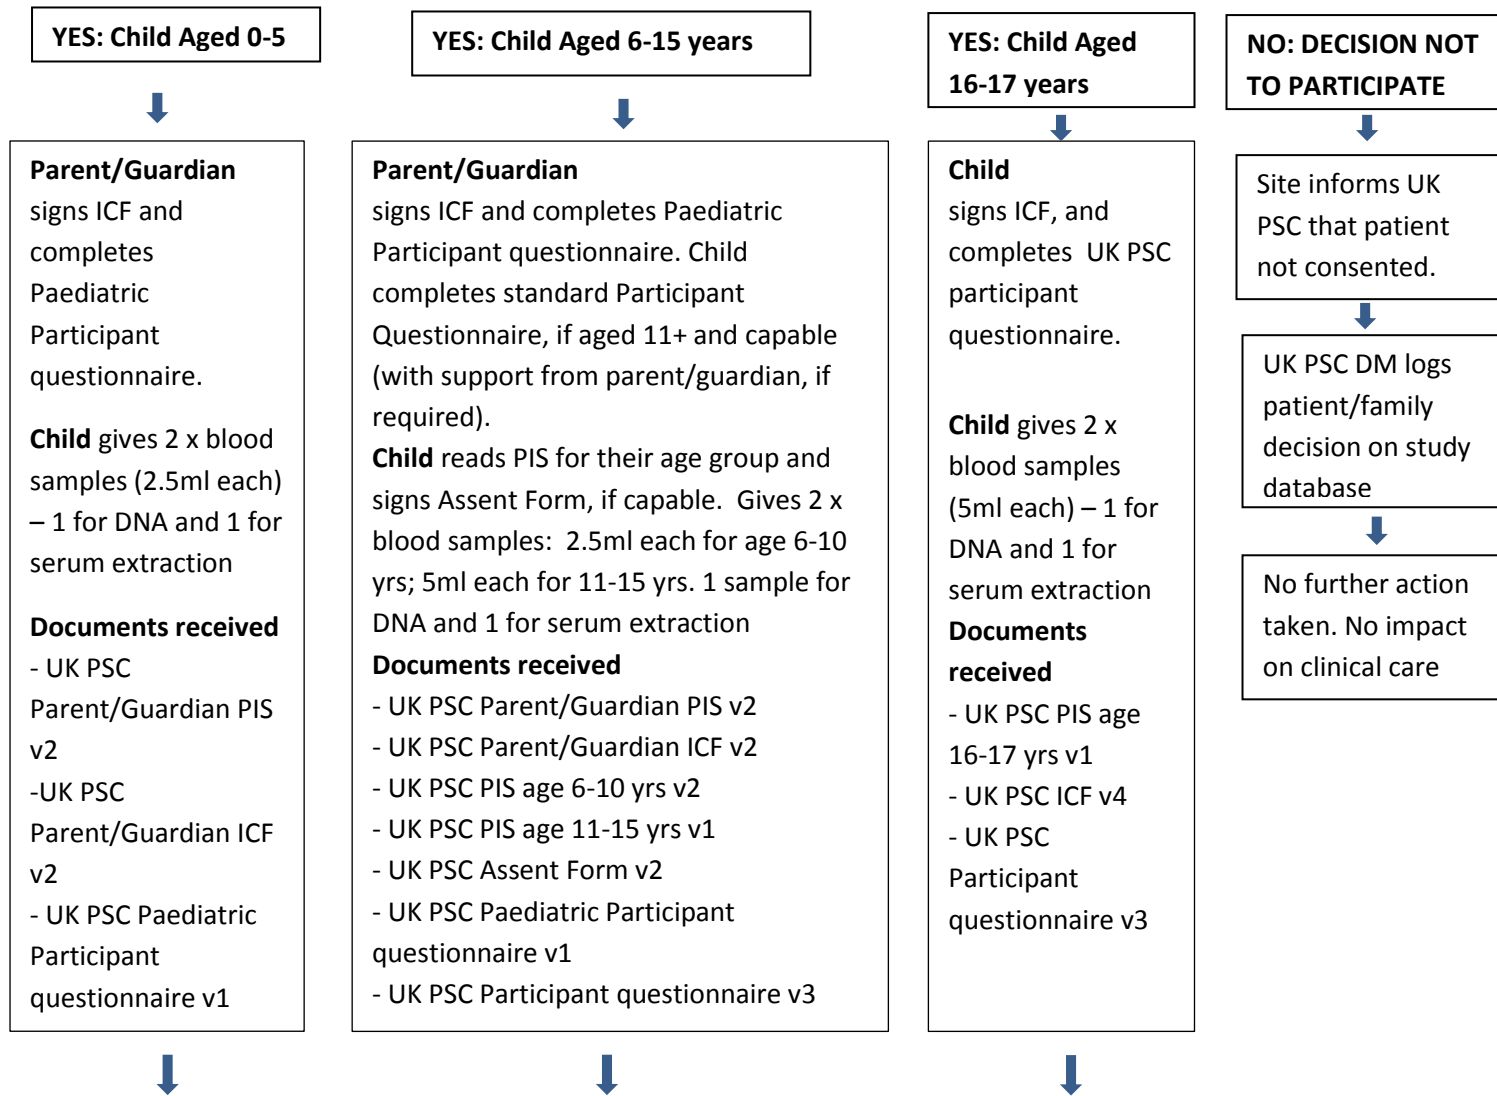 YES: Child Aged 0-5
Parent/Guardian
signs ICF and
completes
Paediatric
Participant
questionnaire.
Child gives 2 x blood
samples (2.5ml each)
– 1 for DNA and 1 for
serum extraction
Documents received
- UK PSC
Parent/Guardian PIS
v2
-UK PSC
Parent/Guardian ICF
v2
- UK PSC Paediatric
Participant
questionnaire v1
YES: Child Aged 6-15 years
Parent/Guardian
signs ICF and completes Paediatric
Participant questionnaire. Child
completes standard Participant
Questionnaire, if aged 11+ and capable
(with support from parent/guardian, if
required).
Child reads PIS for their age group and
signs Assent Form, if capable.  Gives 2 x
blood samples:  2.5ml each for age 6-10
yrs; 5ml each for 11-15 yrs. 1 sample for
DNA and 1 for serum extraction
Documents received
- UK PSC Parent/Guardian PIS v2
- UK PSC Parent/Guardian ICF v2
- UK PSC PIS age 6-10 yrs v2
- UK PSC PIS age 11-15 yrs v1
- UK PSC Assent Form v2
- UK PSC Paediatric Participant
questionnaire v1
- UK PSC Participant questionnaire v3
YES: Child Aged
16-17 years
Child
signs ICF, and
completes  UK PSC
participant
questionnaire.
Child gives 2 x
blood samples
(5ml each) – 1 for
DNA and 1 for
serum extraction
Documents
received
- UK PSC PIS age
16-17 yrs v1
- UK PSC ICF v4
- UK PSC
Participant
questionnaire v3
NO: DECISION NOT
TO PARTICIPATE
Site informs UK
PSC that patient
not consented.
UK PSC DM logs
patient/family
decision on study
database
No further action
taken. No impact
on clinical care